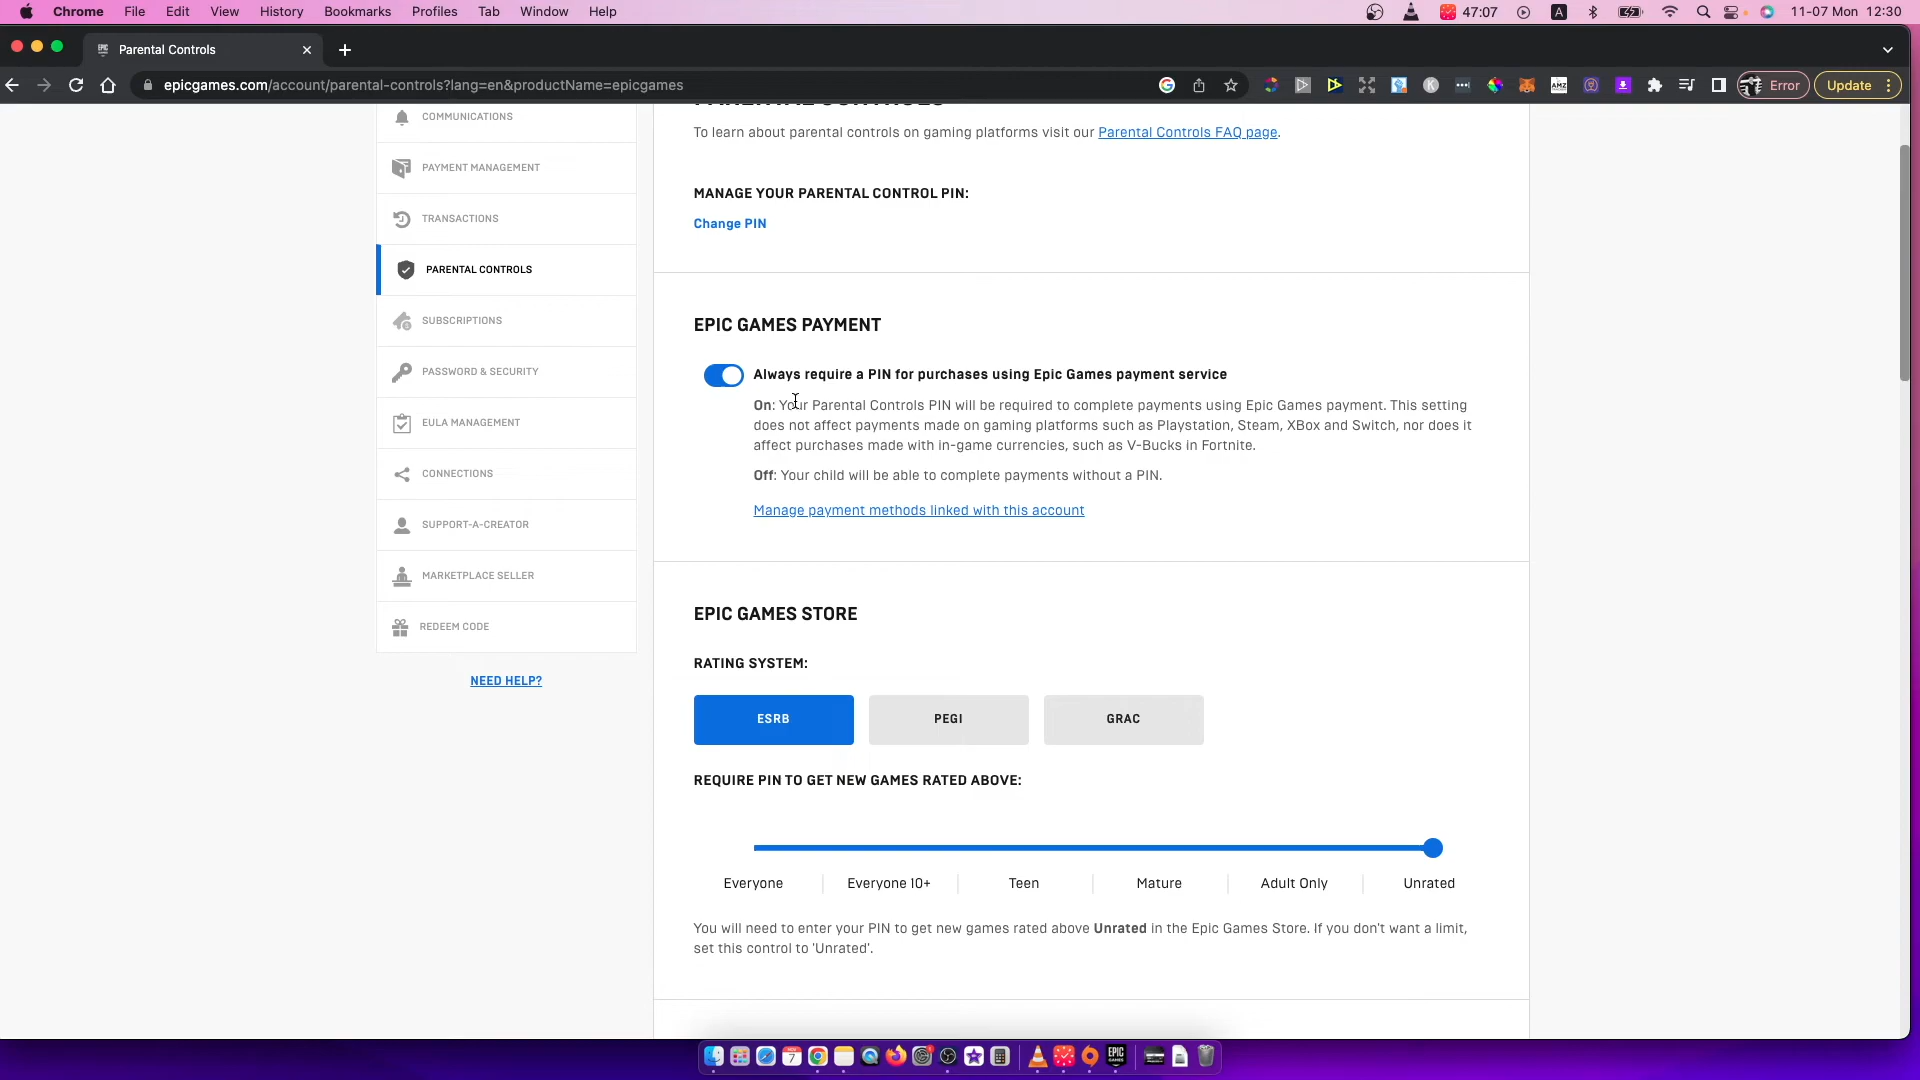 Chrome File Edit View History Bookmarks Profiles Tab Window Help 47:07 A 11-07 Mon 12:30
Parental Controls
epicgames.com/account/parental-controls?lang=en&productName=epicgames Error Update
COMMUNICATIONS
PAYMENT MANAGEMENT
TRANSACTIONS
PARENTAL CONTROLS
SUBSCRIPTIONS
PASSWORD & SECURITY
EULA MANAGEMENT
CONNECTIONS
SUPPORT-A-CREATOR
MARKETPLACE SELLER
REDEEM CODE
NEED HELP?
PARENTAL CONTROLS
To learn about parental controls on gaming platforms visit our Parental Controls FAQ page.
MANAGE YOUR PARENTAL CONTROL PIN:
Change PIN
EPIC GAMES PAYMENT
Always require a PIN for purchases using Epic Games payment service
On: Your Parental Controls PIN will be required to complete payments using Epic Games payment. This setting
does not affect payments made on gaming platforms such as Playstation, Steam, XBox and Switch, nor does it
affect purchases made with in-game currencies, such as V-Bucks in Fortnite.
Off: Your child will be able to complete payments without a PIN.
Manage payment methods linked with this account
EPIC GAMES STORE
RATING SYSTEM:
ESRB PEGI GRAC
REQUIRE PIN TO GET NEW GAMES RATED ABOVE:
Everyone Everyone 10+ Teen Mature Adult Only Unrated
You will need to enter your PIN to get new games rated above Unrated in the Epic Games Store. If you don't want a limit,
set this control to 'Unrated'.